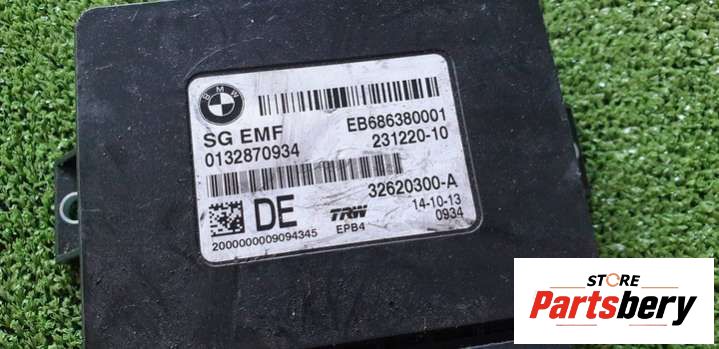 BMW
SG EMF
0132870934
EB686380001
231220-10
32620300-A
DE
TRW
EPB4
14-10-13
0934
2000000009094345
STORE
Partsbery